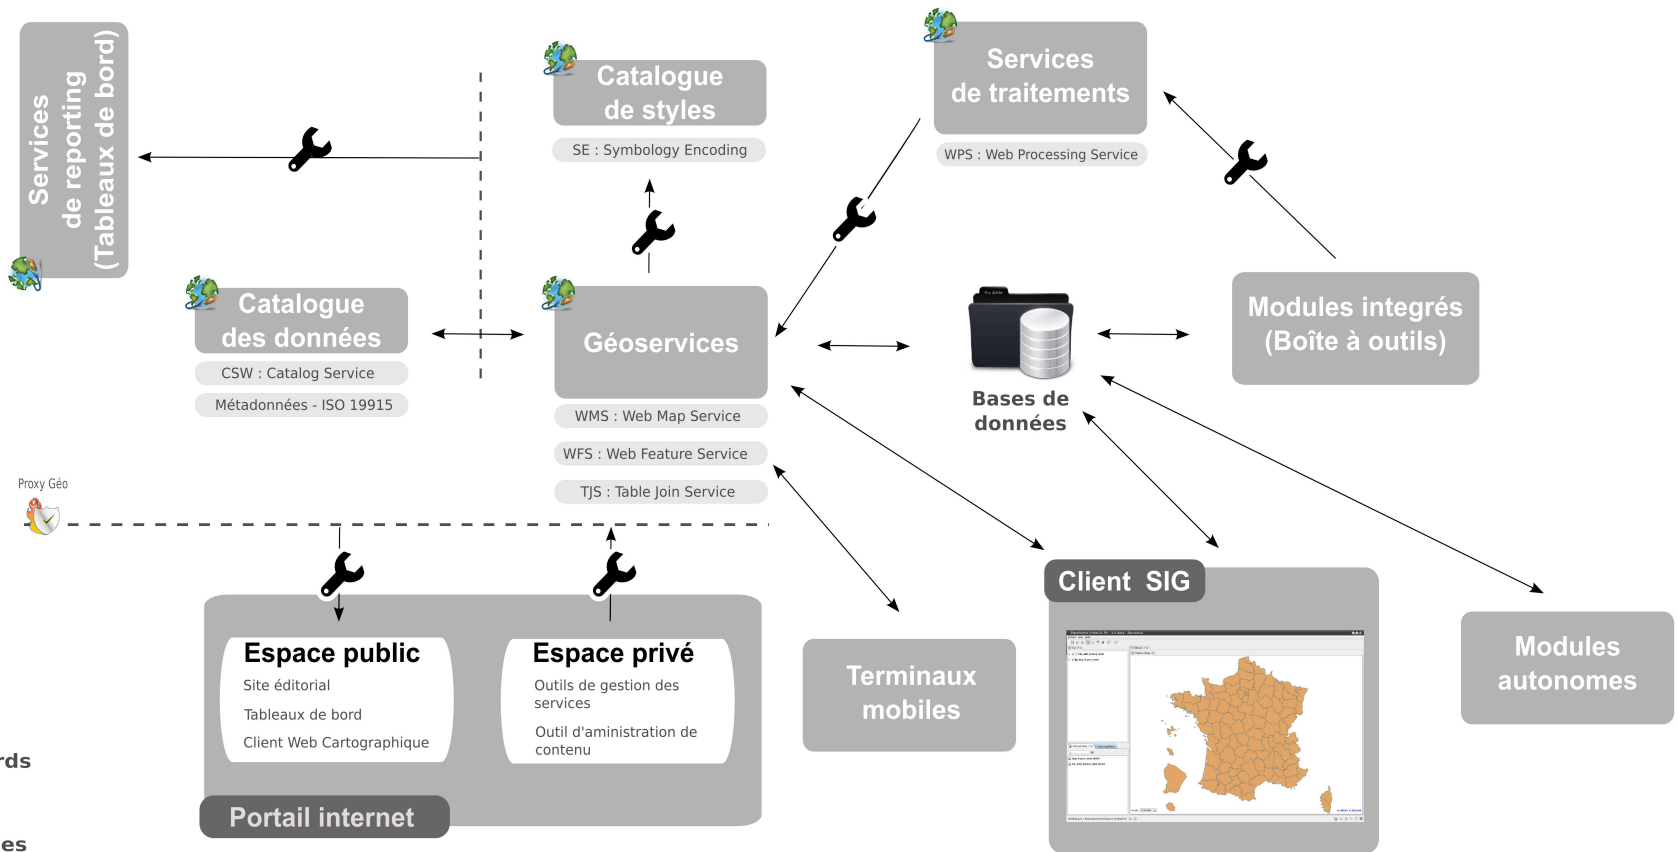 Services
de reporting
(Tableaux de bord)
Catalogue
de styles
SE : Symbology Encoding
Services
de traitements
WPS : Web Processing Service
Catalogue
des données
CSW : Catalog Service
Métadonnées - ISO 19915
Géoservices
WMS : Web Map Service
WFS : Web Feature Service
TJS : Table Join Service
Bases de
données
Modules integrés
(Boîte à outils)
Proxy Géo
Espace public
Site éditorial
Tableaux de bord
Client Web Cartographique
Espace privé
Outils de gestion des
services
Outil d'aministration de
contenu
Portail internet
Terminaux
mobiles
Client SIG
Modules
autonomes
rds
es